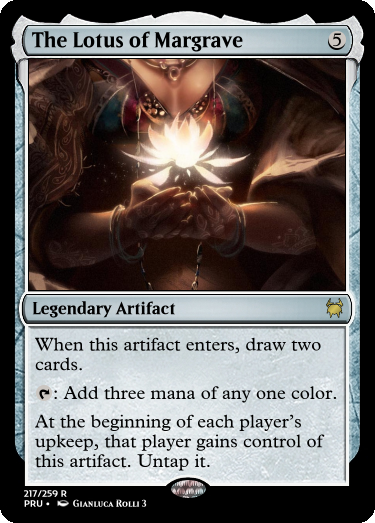 The Lotus of Margrave 5
Legendary Artifact
When this artifact enters, draw two
cards.
: Add three mana of any one color.
At the beginning of each player's
upkeep, that player gains control of
this artifact. Untap it.
217/259 R
PRU • Gianluca Rolli 3